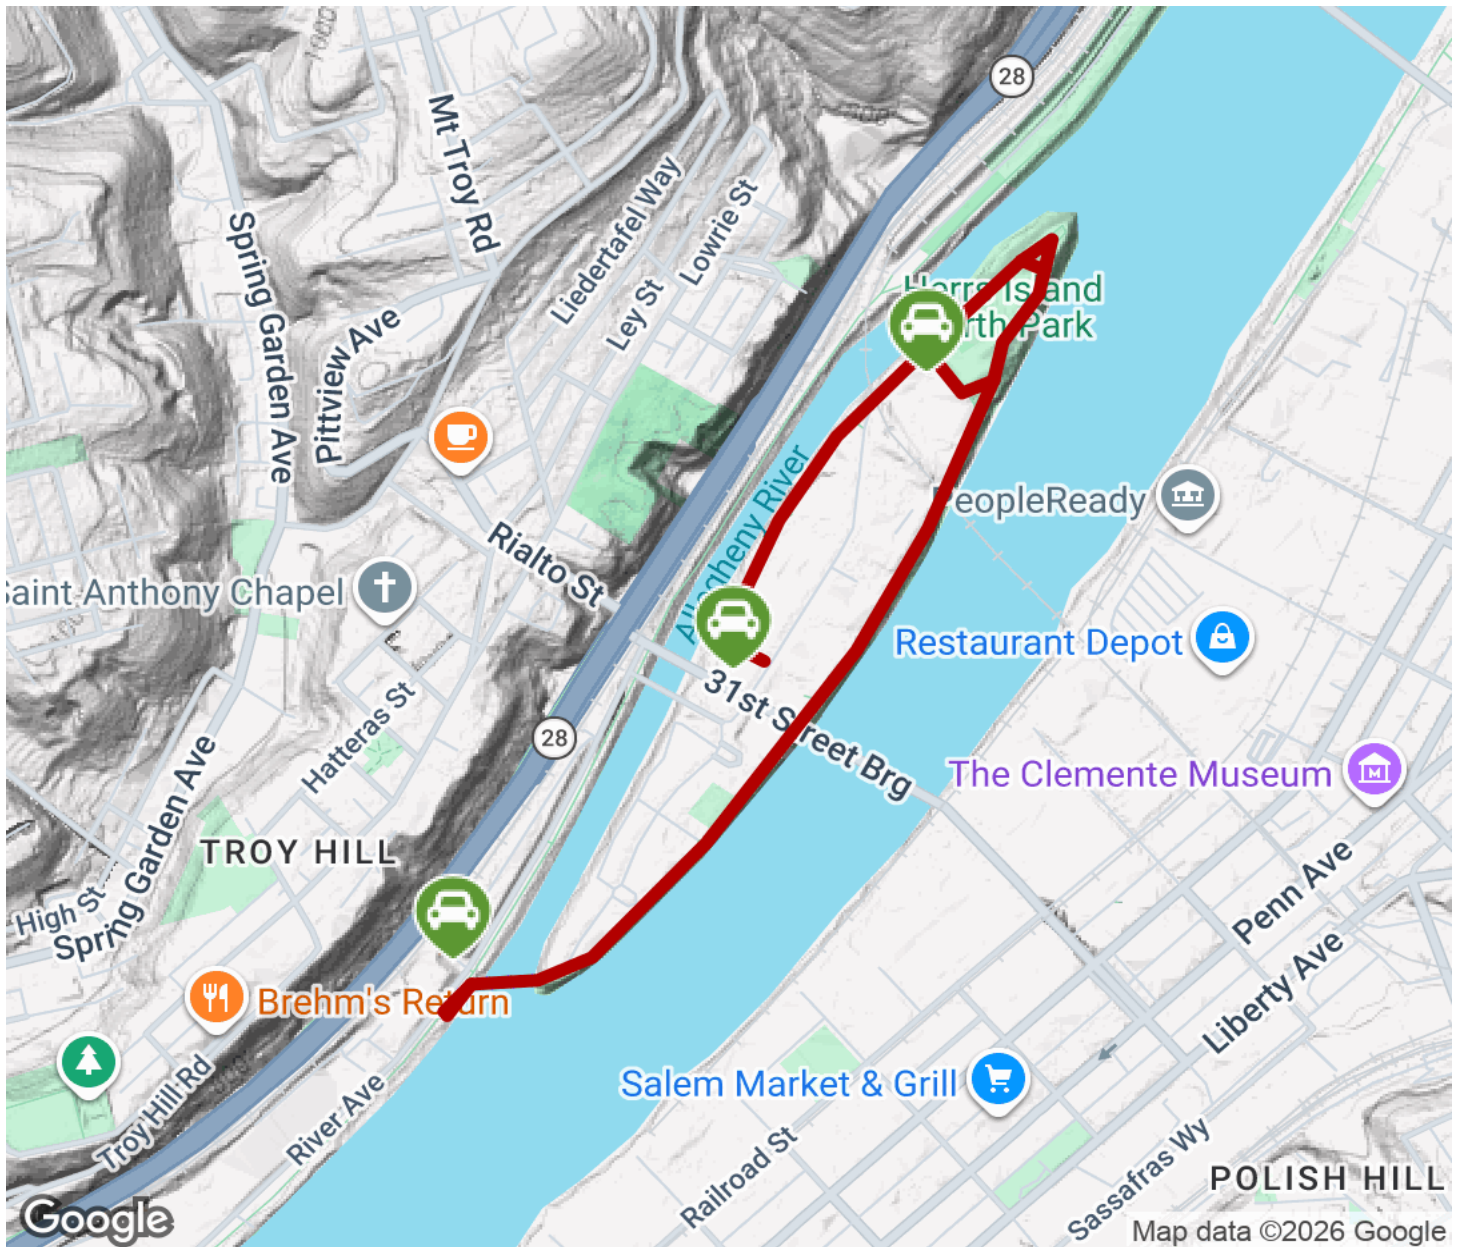 28
Mt Troy Rd
Liedertafel Way
Lowrie St
Ley St
Spring Garden Ave
Pittview Ave
Herrs Island
North Park
Allegheny River
PeopleReady
Rialto St
Saint Anthony Chapel
Restaurant Depot
31st Street Brg
Hatteras St
28
The Clemente Museum
Spring Garden Ave
TROY HILL
High St
Penn Ave
Liberty Ave
Brehm's Return
Troy Hill Rd
River Ave
Salem Market & Grill
Railroad St
Sassafras Wy
POLISH HILL
Google
Map data ©2026 Google